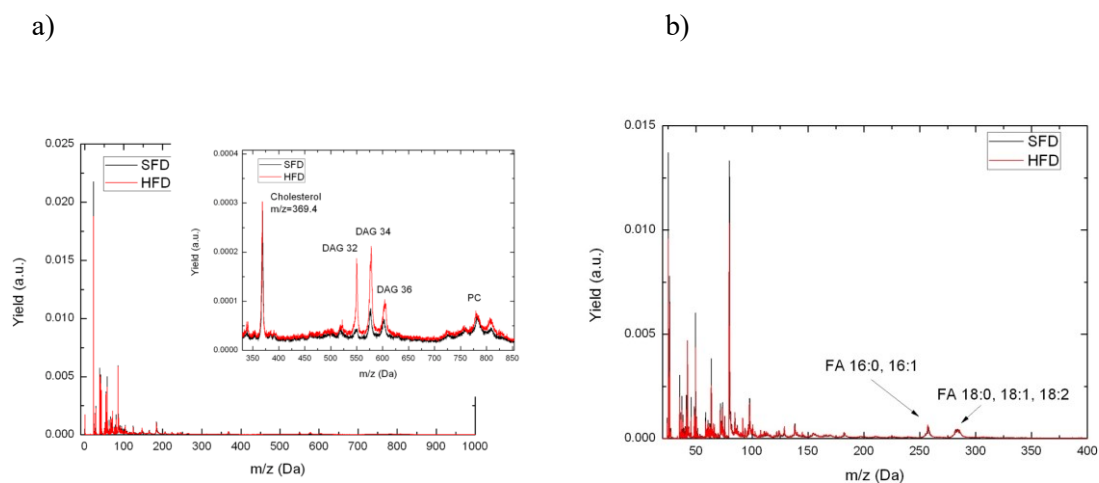 a)
b)
0.025
0.020
0.015
0.010
0.005
0.000
Yield (a.u.)
SFD
HFD
0 100 200 300 400 500 600 700 800 900 1000
m/z (Da)
0.0004
0.0003
0.0002
0.0001
0.0000
Yield (a.u.)
SFD
HFD
Cholesterol
m/z=369.4
DAG 32
DAG 34
DAG 36
PC
350 400 450 500 550 600 650 700 750 800 850
m/z (Da)
0.015
0.010
0.005
0.000
Yield (a.u.)
SFD
HFD
FA 16:0, 16:1
FA 18:0, 18:1, 18:2
50 100 150 200 250 300 350 400
m/z (Da)